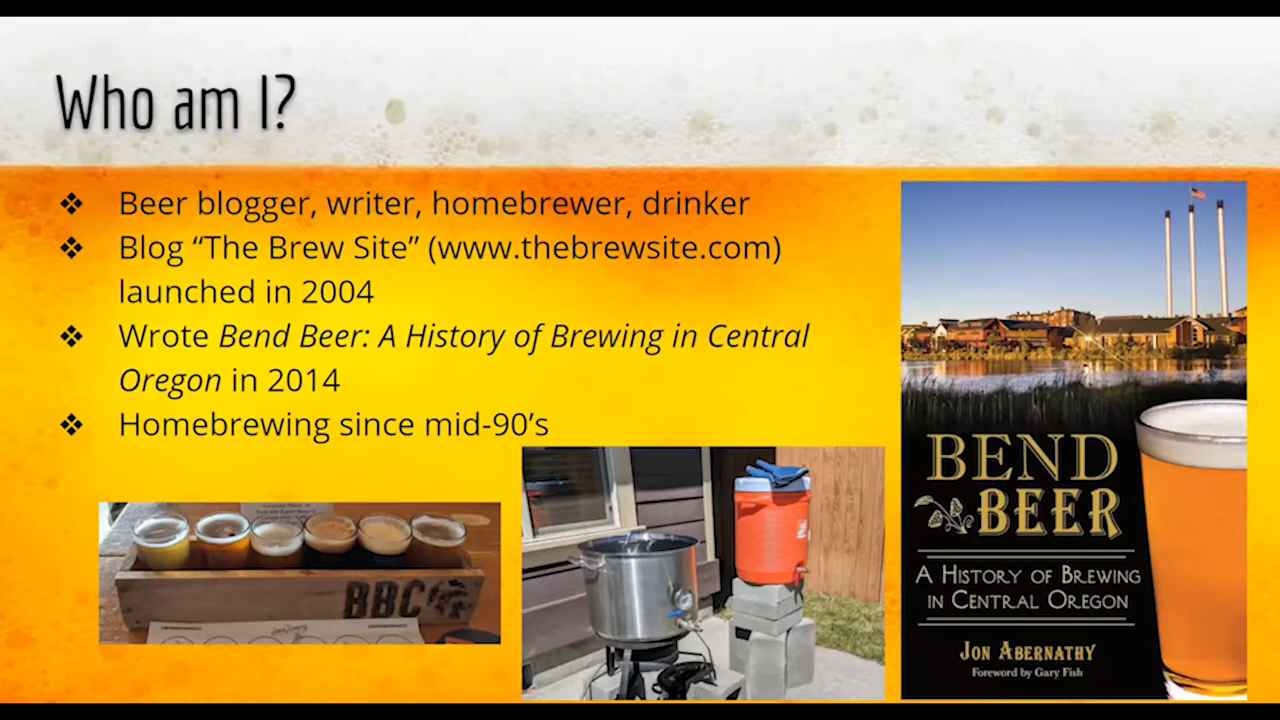 Who am I?
❖ Beer blogger, writer, homebrewer, drinker
❖ Blog “The Brew Site” (www.thebrewsite.com)
launched in 2004
❖ Wrote Bend Beer: A History of Brewing in Central
Oregon in 2014
❖ Homebrewing since mid-90’s
BBC
BEND
BEER
A HISTORY OF BREWING
IN CENTRAL OREGON
JON ABERNATHY
Foreword by Gary Fish